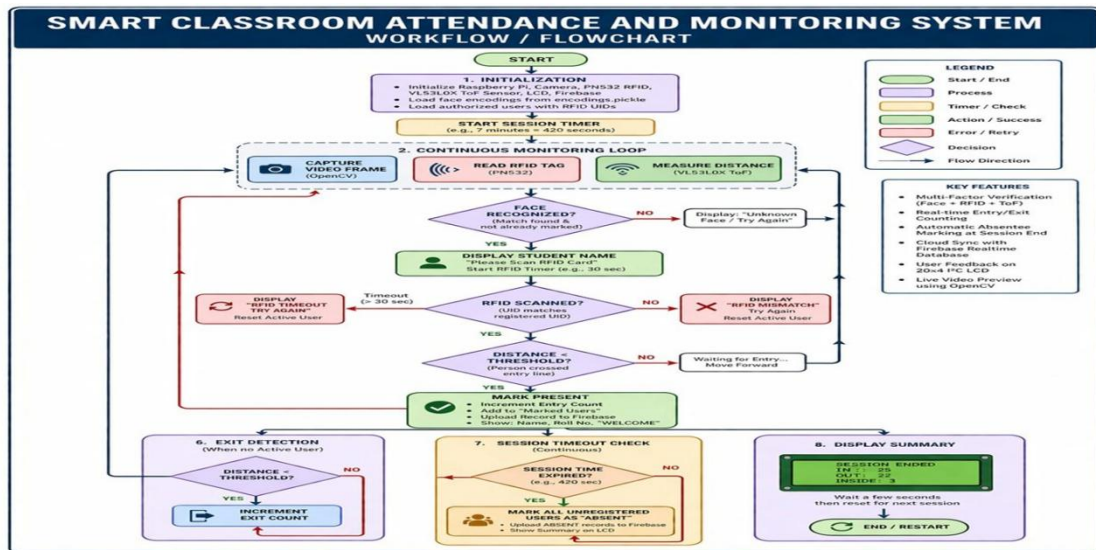 SMART CLASSROOM ATTENDANCE AND MONITORING SYSTEM
WORKFLOW / FLOWCHART
START
1. INITIALIZATION
• Initialize Raspberry Pi, Camera, PN532 RFID,
VL53L0X ToF Sensor, LCD, Firebase
• Load face encodings from encodings.pickle
• Load authorized users with RFID UIDs
START SESSION TIMER
(e.g., 7 minutes = 420 seconds)
2. CONTINUOUS MONITORING LOOP
CAPTURE
VIDEO FRAME
(OpenCV)
READ RFID TAG
(PN532)
MEASURE DISTANCE
(VL53L0X ToF)
FACE
RECOGNIZED?
(Match found &
not already marked)
NO
Display: "Unknown
Face / Try Again"
YES
DISPLAY STUDENT NAME
"Please Scan RFID Card"
Start RFID Timer (e.g., 30 sec)
DISPLAY
"RFID TIMEOUT
TRY AGAIN"
Reset Active User
Timeout
(> 30 sec)
RFID SCANNED?
(UID matches
registered UID)
NO
DISPLAY
"RFID MISMATCH"
Try Again
Reset Active User
YES
DISTANCE <
THRESHOLD?
(Person crossed
entry line)
NO
Waiting for Entry...
Move Forward
YES
MARK PRESENT
• Increment Entry Count
• Add to "Marked Users"
• Upload Record to Firebase
• Show: Name, Roll No, "WELCOME"
6. EXIT DETECTION
(When no Active User)
DISTANCE <
THRESHOLD?
NO
YES
INCREMENT
EXIT COUNT
7. SESSION TIMEOUT CHECK
(Continuous)
SESSION TIME
EXPIRED?
(e.g., 420 sec)
NO
YES
MARK ALL UNREGISTERED
USERS AS "ABSENT"
• Upload ABSENT records to Firebase
• Show Summary on LCD
8. DISPLAY SUMMARY
SESSION ENDED
IN : 25
OUT: 22
INSIDE: 3
Wait a few seconds
then reset for next session
END / RESTART
LEGEND
Start / End
Process
Timer / Check
Action / Success
Error / Retry
Decision
Flow Direction
KEY FEATURES
• Multi-Factor Verification
(Face + RFID + ToF)
• Real-time Entry/Exit
Counting
• Automatic Absentee
Marking at Session End
• Cloud Sync with
Firebase Realtime
Database
• User Feedback on
20x4 I²C LCD
• Live Video Preview
using OpenCV